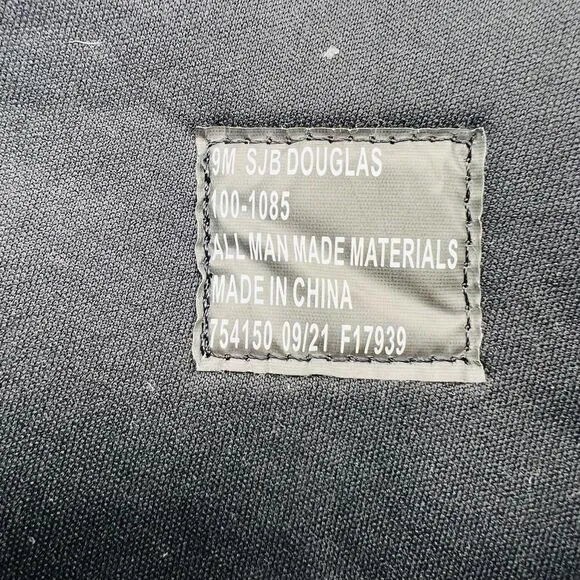 9M SJB DOUGLAS
100-1085
ALL MAN MADE MATERIALS
MADE IN CHINA
754150 09/21 F17939